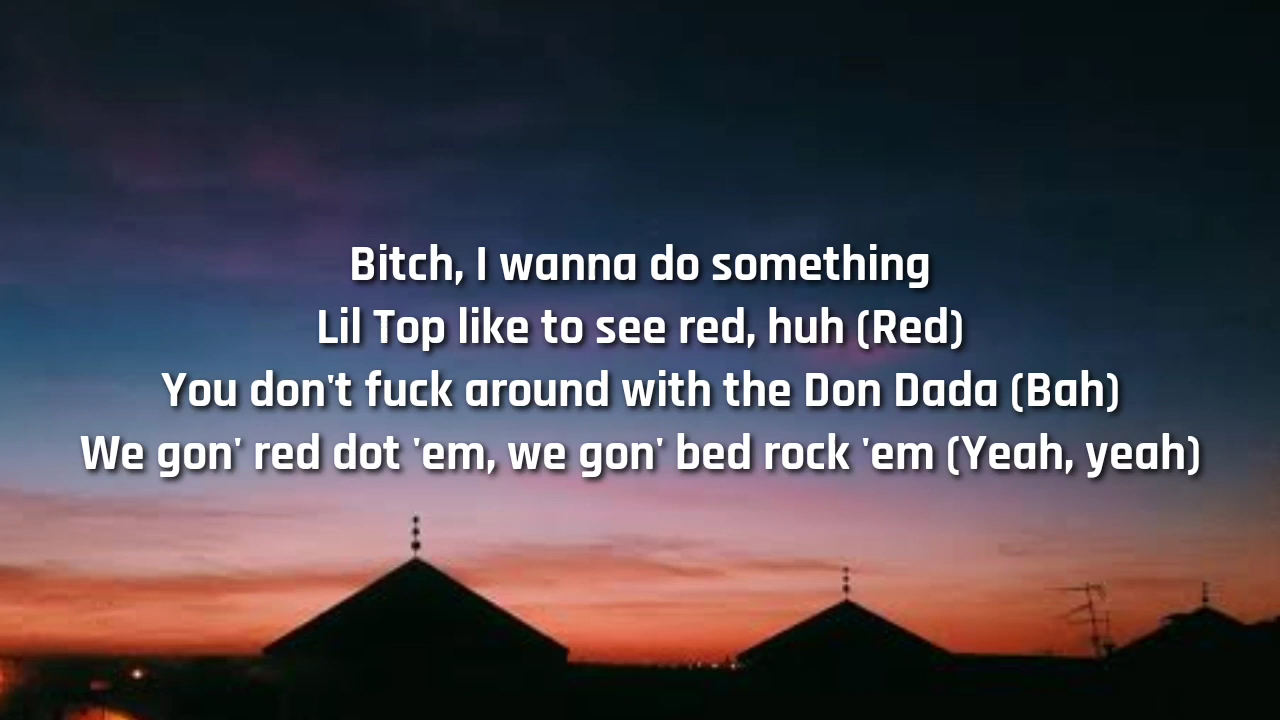 Bitch, I wanna do something
Lil Top like to see red, huh (Red)
You don't fuck around with the Don Dada (Bah)
We gon' red dot 'em, we gon' bed rock 'em (Yeah, yeah)